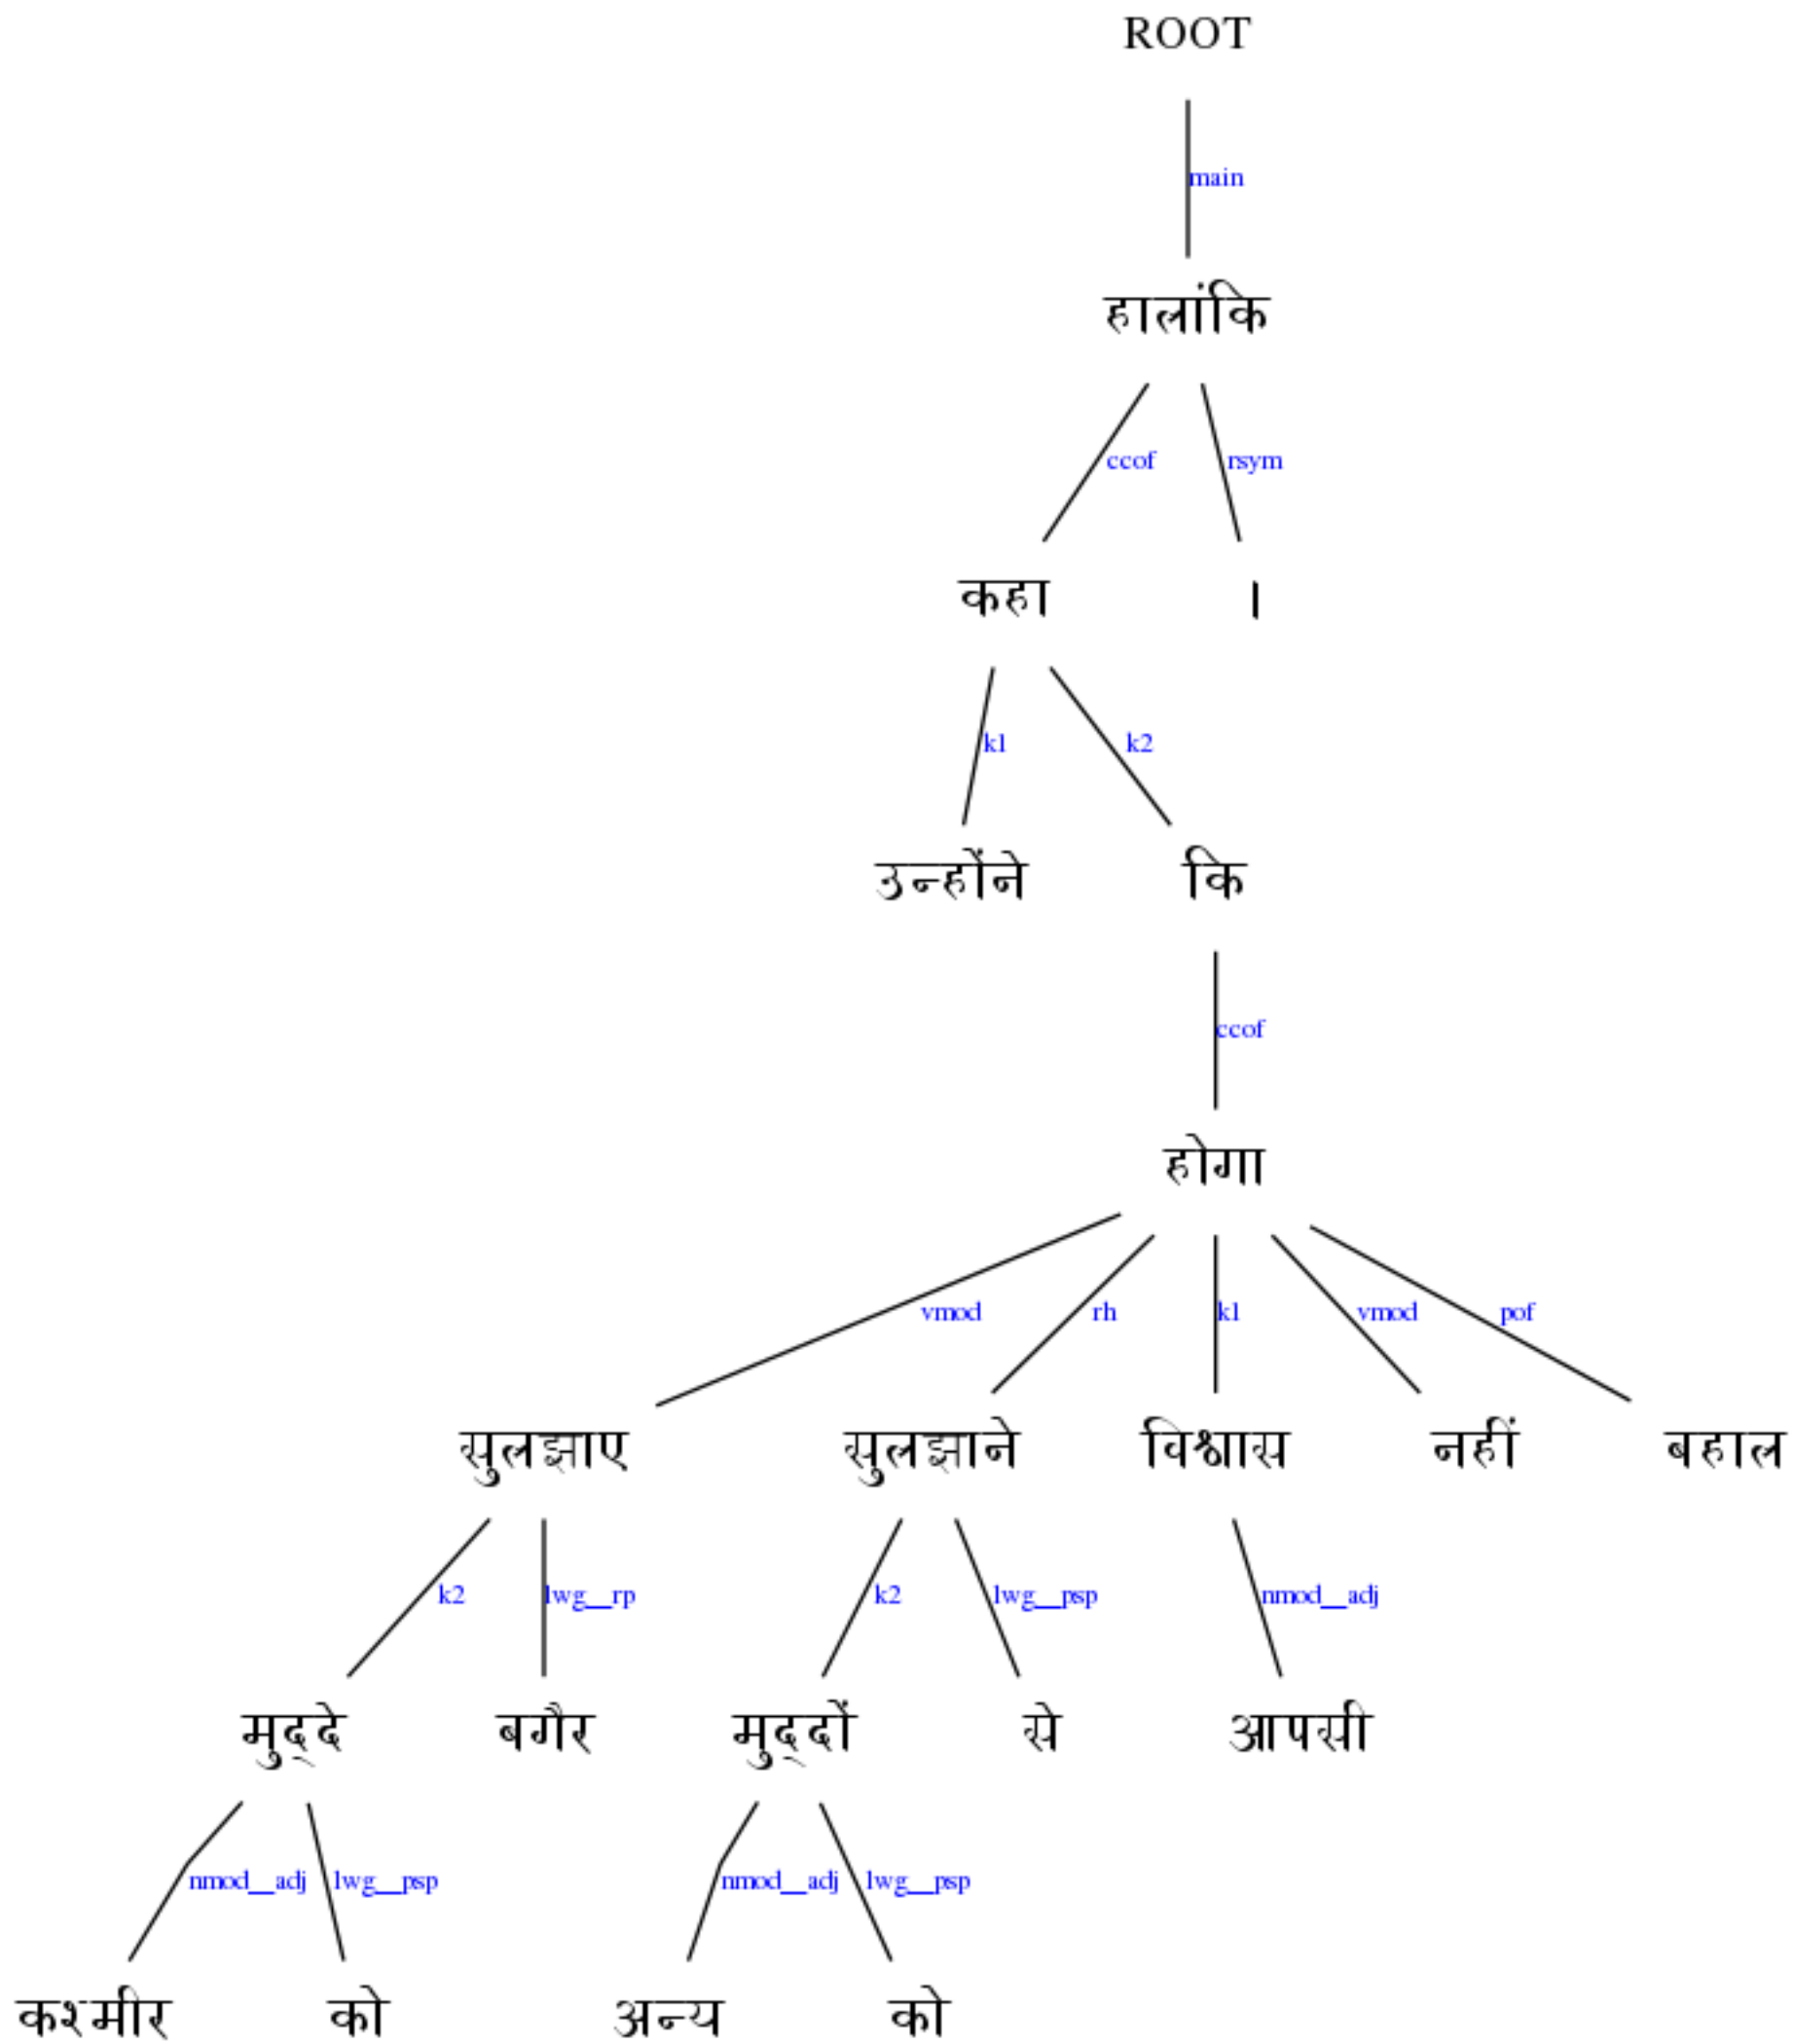 ROOT
main
हालांकि
ccof rsym
कहा ।
k1 k2
उन्होंने कि
ccof
होगा
vmod rh k1 vmod pof
सुलझाए सुलझाने विश्वास नहीं बहाल
k2 lwg__rp k2 lwg__psp nmod__adj
मुद्दे बगैर मुद्दों से आपसी
nmod__adj lwg__psp nmod__adj lwg__psp
कश्मीर को अन्य को